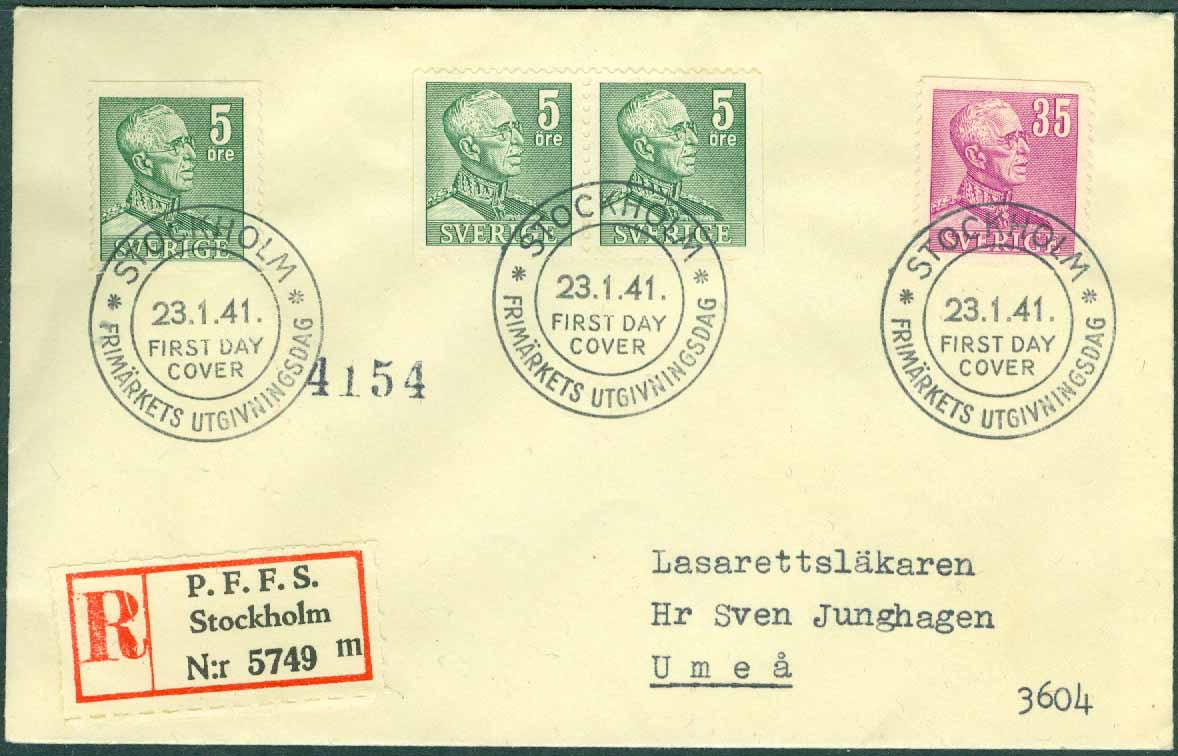 5
öre
SVERIGE
5
öre
SVERIGE
5
öre
SVERIGE
35
SVERIGE
STOCKHOLM
23.1.41.
FIRST DAY
COVER
* FRIMÄRKETS UTGIVNINGSDAG *
STOCKHOLM
23.1.41.
FIRST DAY
COVER
* FRIMÄRKETS UTGIVNINGSDAG *
STOCKHOLM
23.1.41.
FIRST DAY
COVER
* FRIMÄRKETS UTGIVNINGSDAG *
4154
R
P. F. F. S.
Stockholm
N:r 5749 m
Lasarettsläkaren
Hr Sven Junghagen
Umeå
3604